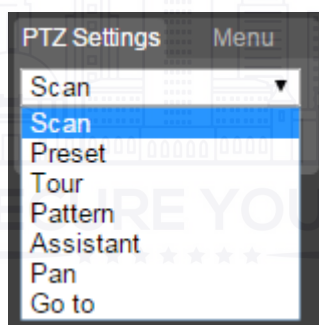 PTZ Settings Menu
Scan
Scan
Preset
Tour
Pattern
Assistant
Pan
Go to